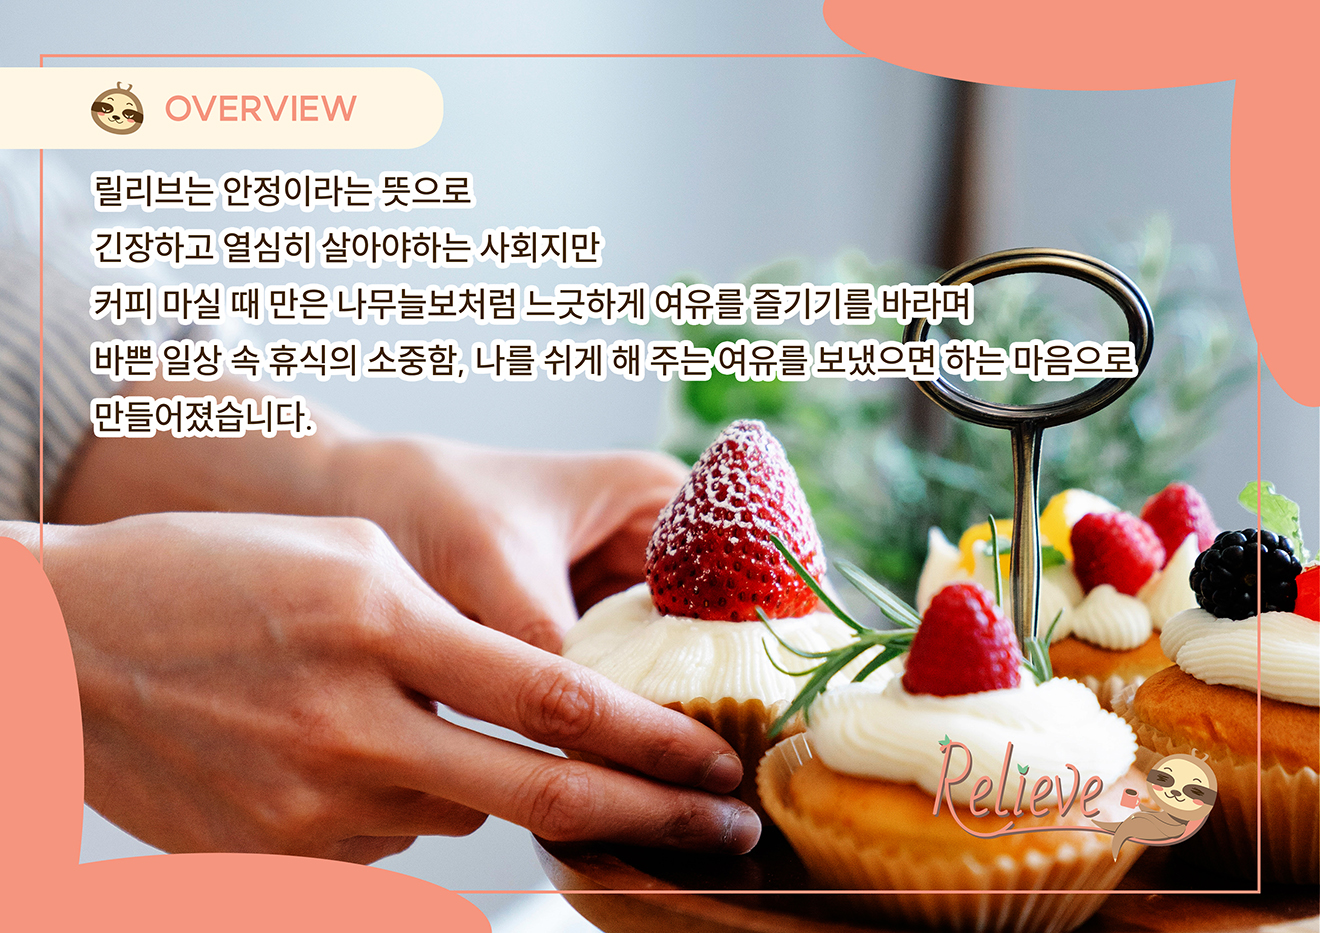 OVERVIEW
릴리브는 안정이라는 뜻으로
긴장하고 열심히 살아야하는 사회지만
커피 마실 때 만은 나무늘보처럼 느긋하게 여유를 즐기기를 바라며
바쁜 일상 속 휴식의 소중함, 나를 쉬게 해 주는 여유를 보냈으면 하는 마음으로
만들어졌습니다.
Relieve